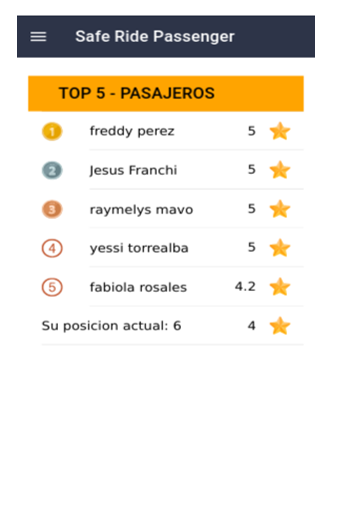 Safe Ride Passenger
TOP 5 - PASAJEROS
1 freddy perez 5
2 Jesus Franchi 5
3 raymelys mavo 5
4 yessi torrealba 5
5 fabiola rosales 4.2
Su posicion actual: 6 4